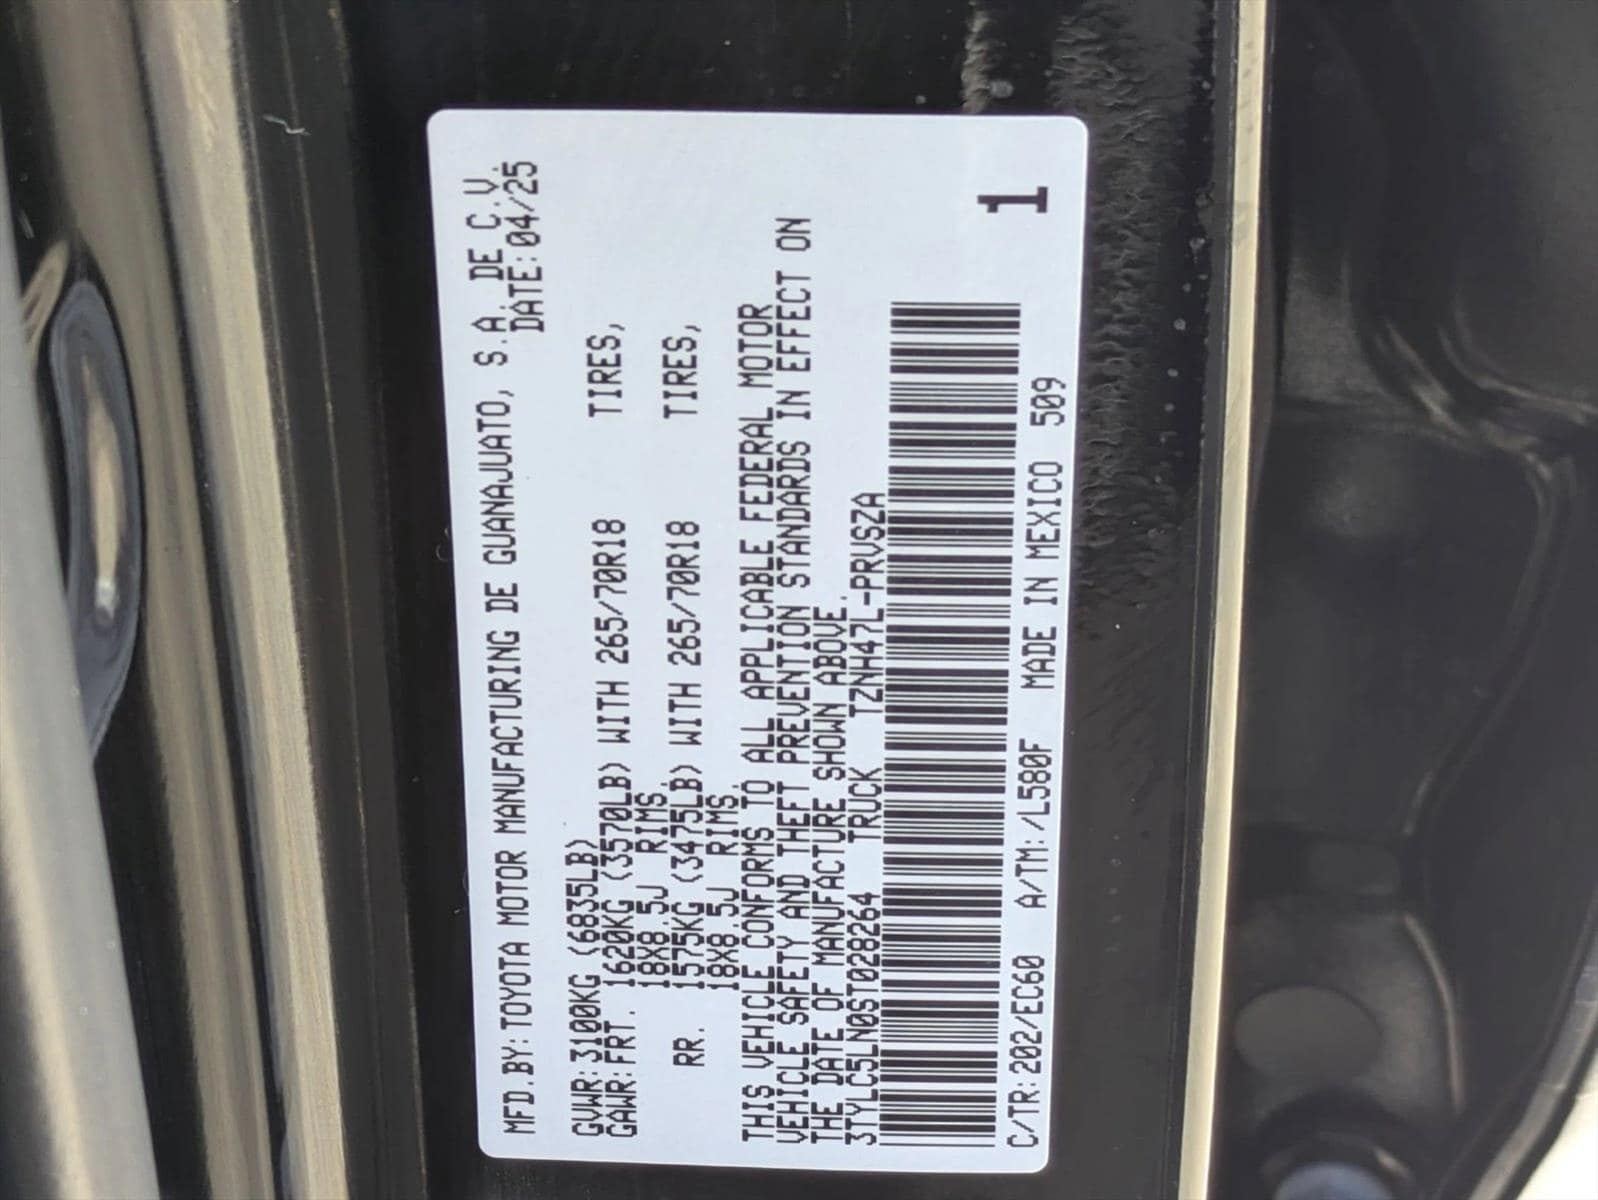 MFD.BY:TOYOTA MOTOR MANUFACTURING DE GUANAJUATO, S.A. DE C.V.
DATE:04/25
GVWR:3100KG (6835LB)
GAWR:FRT. 1620KG (3570LB) WITH 265/70R18 TIRES,
18X8.5J RIMS,
RR. 1575KG (3475LB) WITH 265/70R18 TIRES,
18X8.5J RIMS.
THIS VEHICLE CONFORMS TO ALL APPLICABLE FEDERAL MOTOR
VEHICLE SAFETY AND THEFT PREVENTION STANDARDS IN EFFECT ON
THE DATE OF MANUFACTURE SHOWN ABOVE.
3TYLC5LN0ST028264 TRUCK TZNH47L-PRVSZA
1
C/TR:202/EC60 A/TM:/L580F MADE IN MEXICO 509